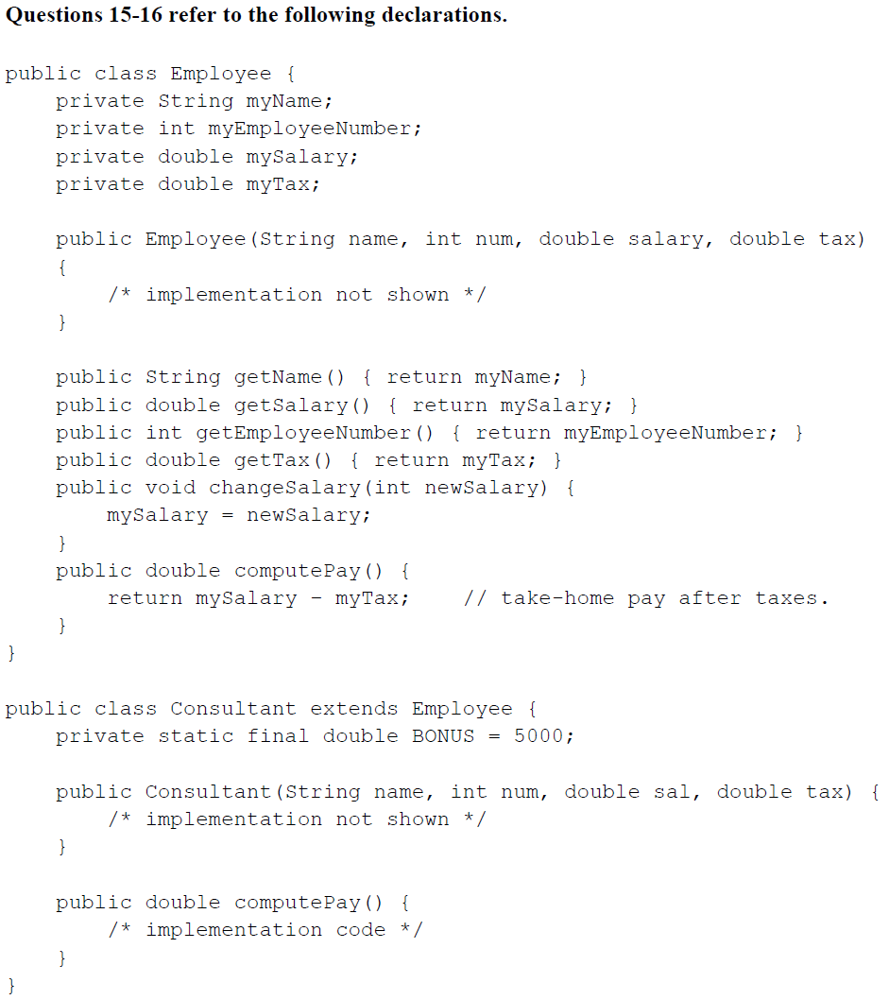 Questions 15-16 refer to the following declarations.
public class Employee {
    private String myName;
    private int myEmployeeNumber;
    private double mySalary;
    private double myTax;
    public Employee(String name, int num, double salary, double tax)
    {
        /* implementation not shown */
    }
    public String getName() { return myName; }
    public double getSalary() { return mySalary; }
    public int getEmployeeNumber() { return myEmployeeNumber; }
    public double getTax() { return myTax; }
    public void changeSalary(int newSalary) {
        mySalary = newSalary;
    }
    public double computePay() {
        return mySalary - myTax;    // take-home pay after taxes.
    }
}
public class Consultant extends Employee {
    private static final double BONUS = 5000;
    public Consultant(String name, int num, double sal, double tax) {
        /* implementation not shown */
    }
    public double computePay() {
        /* implementation code */
    }
}